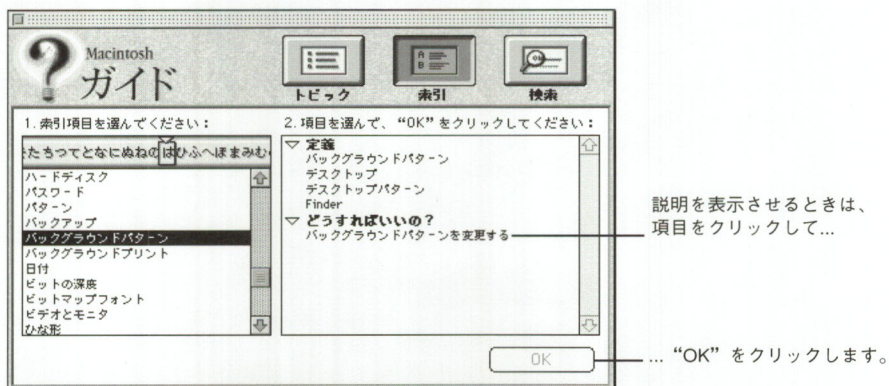 Macintosh
ガイド
トピック
索引
検索
1. 索引項目を選んでください：
たちつてとなにぬねのはひふへほまみむ
ハードディスク
パスワード
パターン
バックアップ
バックグラウンドパターン
バックグラウンドプリント
日付
ビットの深度
ビットマップフォント
ビデオとモニタ
ひな形
2. 項目を選んで、“OK”をクリックしてください：
定義
バックグラウンドパターン
デスクトップ
デスクトップパターン
Finder
どうすればいいの？
バックグラウンドパターンを変更する
OK
説明を表示させるときは、
項目をクリックして...
... “OK”をクリックします。